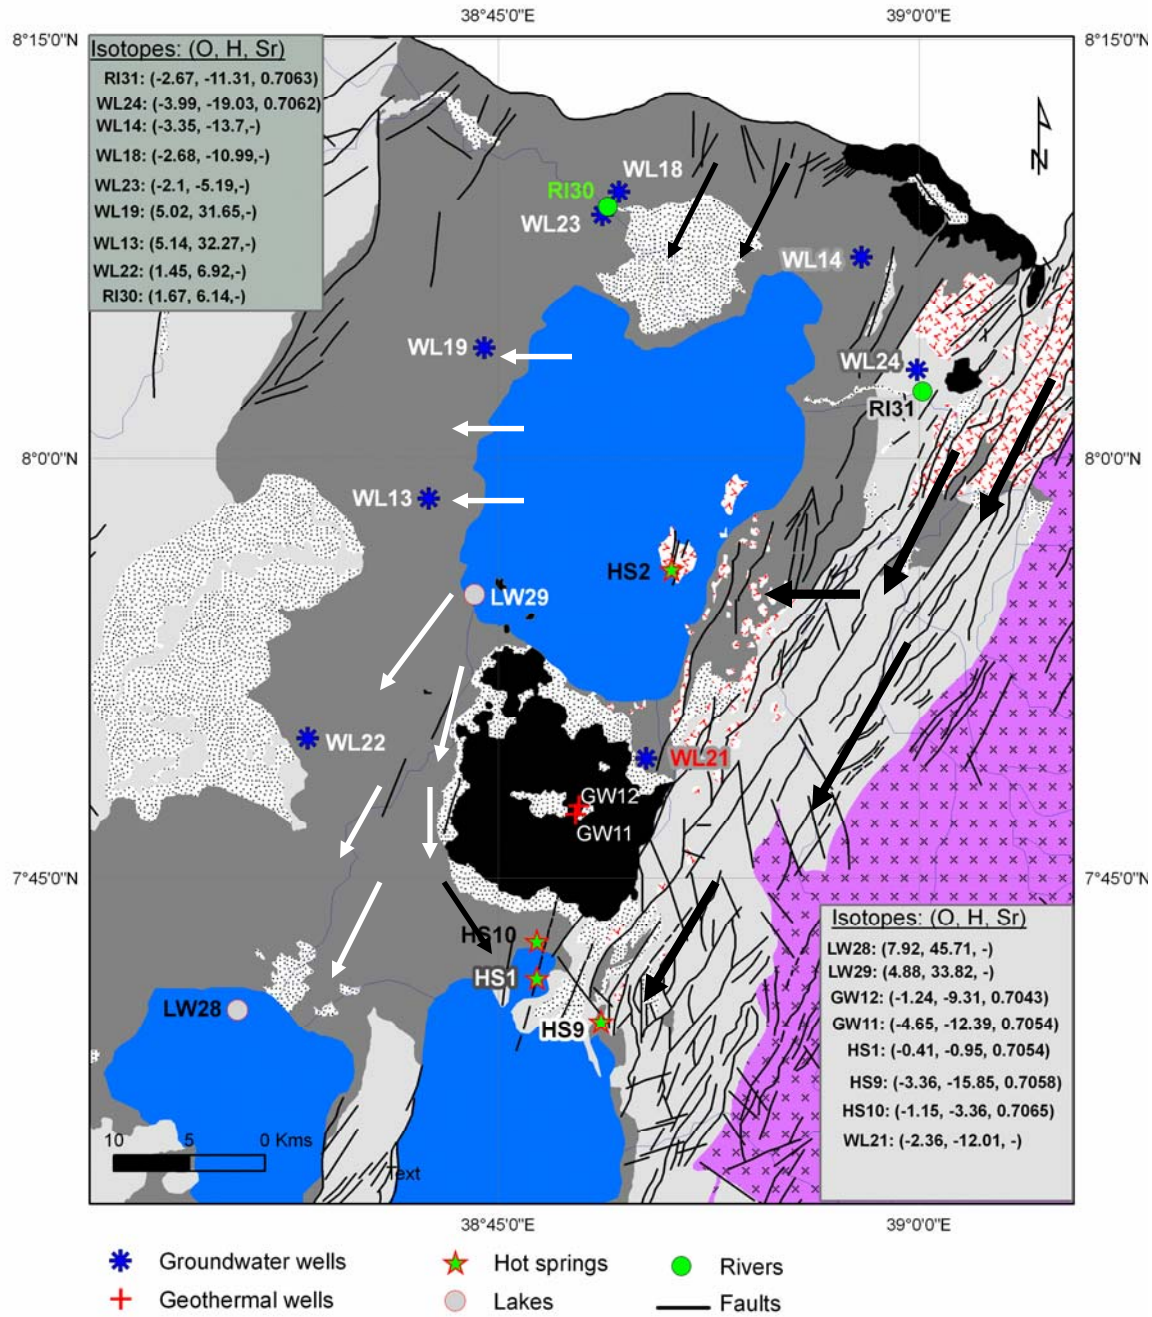 38°45'0"E
39°0'0"E
8°15'0"N
8°15'0"N
Isotopes: (O, H, Sr)
RI31: (-2.67, -11.31, 0.7063)
WL24: (-3.99, -19.03, 0.7062)
WL14: (-3.35, -13.7,-)
WL18: (-2.68, -10.99,-)
WL23: (-2.1, -5.19,-)
WL19: (5.02, 31.65,-)
WL13: (5.14, 32.27,-)
WL22: (1.45, 6.92,-)
RI30: (1.67, 6.14,-)
N
WL18
RI30
WL23
WL14
WL19
WL24
RI31
8°0'0"N
8°0'0"N
WL13
HS2
LW29
WL22
WL21
GW12
GW11
7°45'0"N
7°45'0"N
HS10
HS1
LW28
HS9
Isotopes: (O, H, Sr)
LW28: (7.92, 45.71, -)
LW29: (4.88, 33.82, -)
GW12: (-1.24, -9.31, 0.7043)
GW11: (-4.65, -12.39, 0.7054)
HS1: (-0.41, -0.95, 0.7054)
HS9: (-3.36, -15.85, 0.7058)
HS10: (-1.15, -3.36, 0.7065)
WL21: (-2.36, -12.01, -)
10 5 0 Kms
Text
38°45'0"E
39°0'0"E
Groundwater wells
Hot springs
Rivers
Geothermal wells
Lakes
Faults